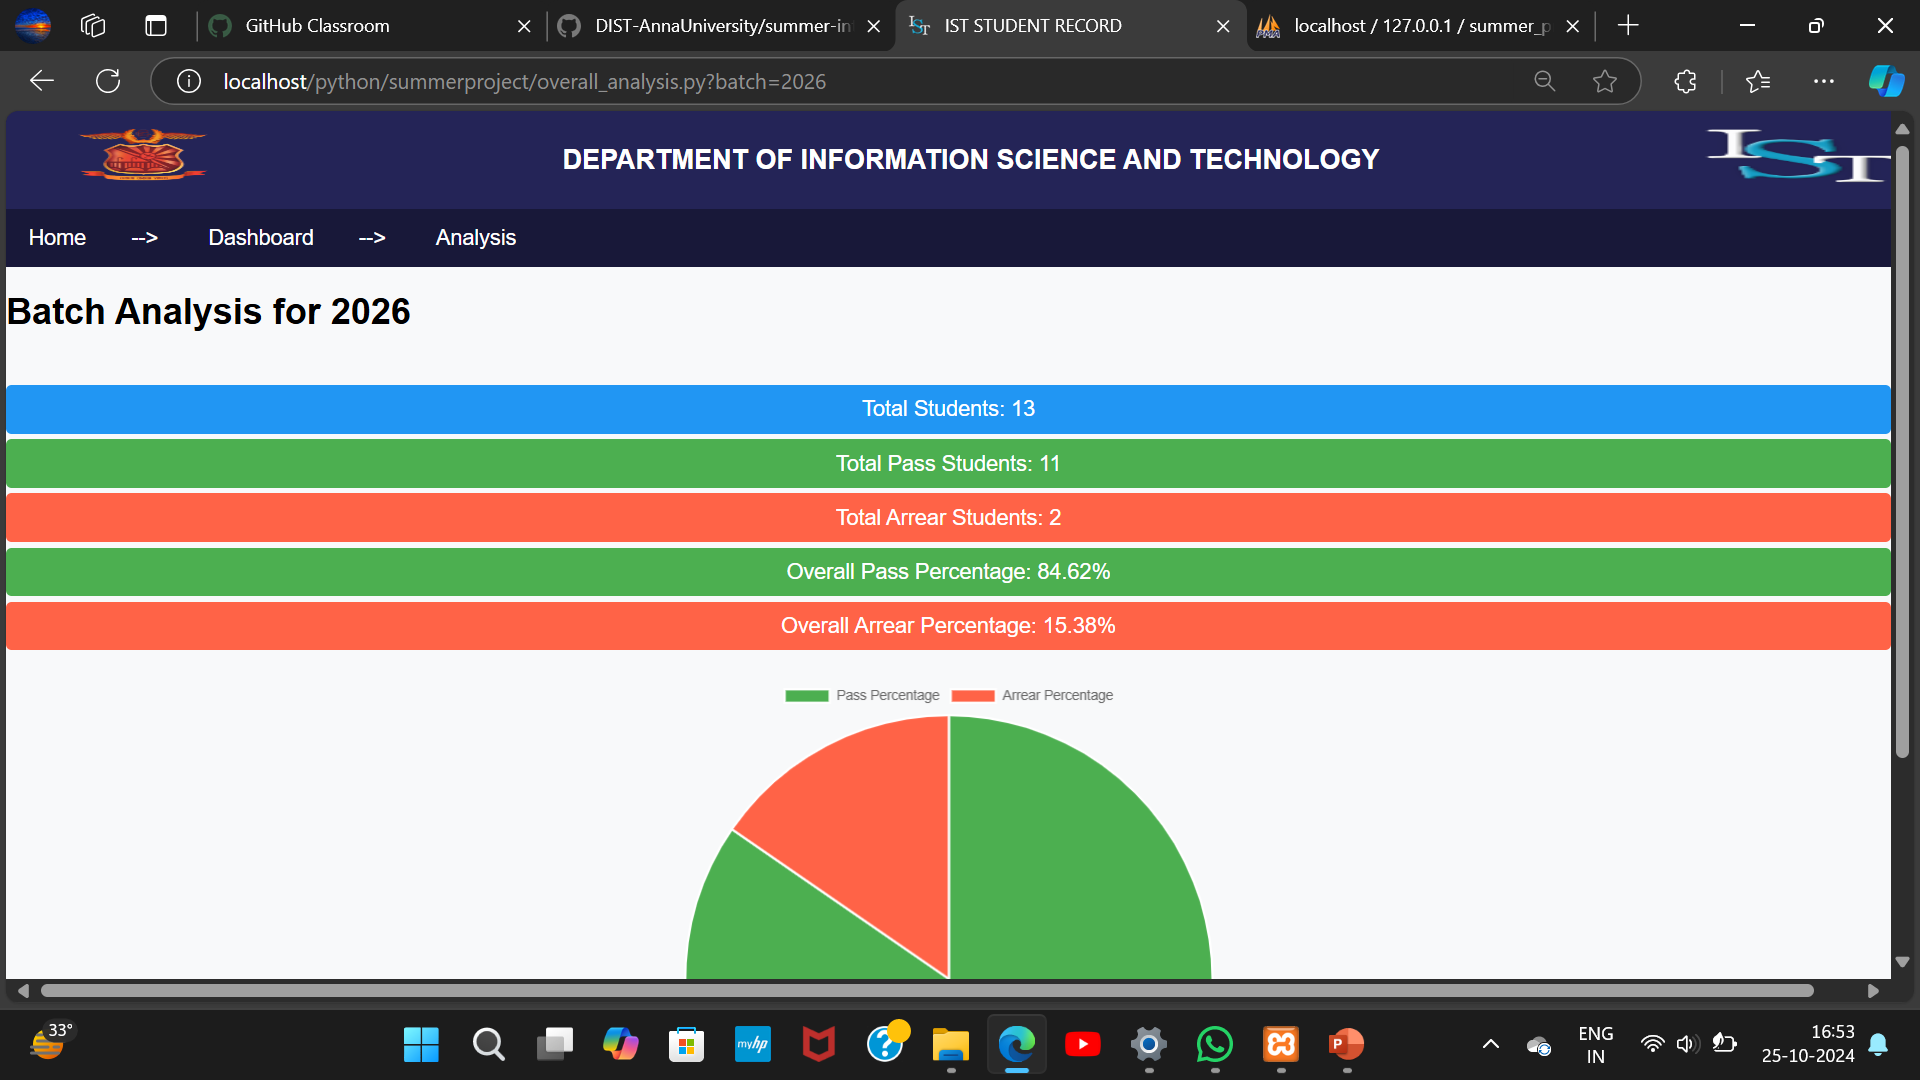 GitHub Classroom
DIST-AnnaUniversity/summer-in
IST STUDENT RECORD
localhost / 127.0.0.1 / summer_p
localhost/python/summerproject/overall_analysis.py?batch=2026
DEPARTMENT OF INFORMATION SCIENCE AND TECHNOLOGY
IST
Home --> Dashboard --> Analysis
Batch Analysis for 2026
Total Students: 13
Total Pass Students: 11
Total Arrear Students: 2
Overall Pass Percentage: 84.62%
Overall Arrear Percentage: 15.38%
Pass Percentage Arrear Percentage
33°
myhp
ENG
IN
16:53
25-10-2024